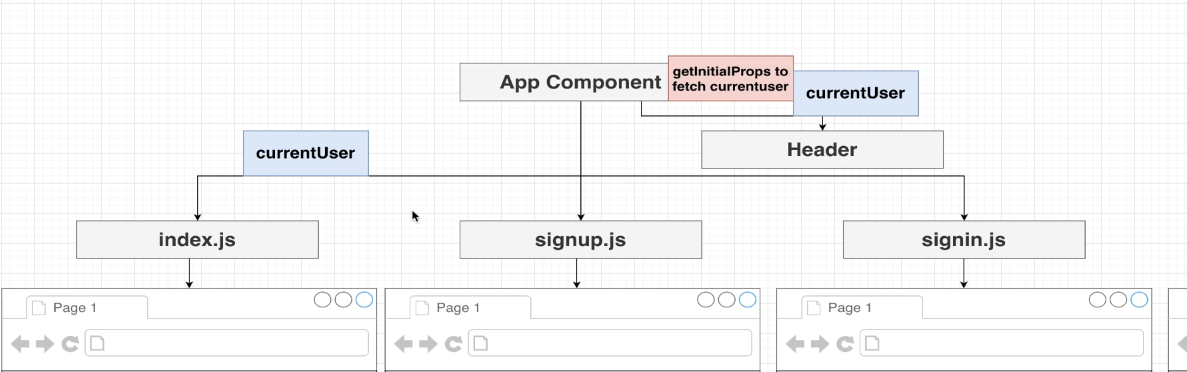 App Component
getInitialProps to
fetch currentuser
currentUser
Header
currentUser
index.js
signup.js
signin.js
Page 1
Page 1
Page 1